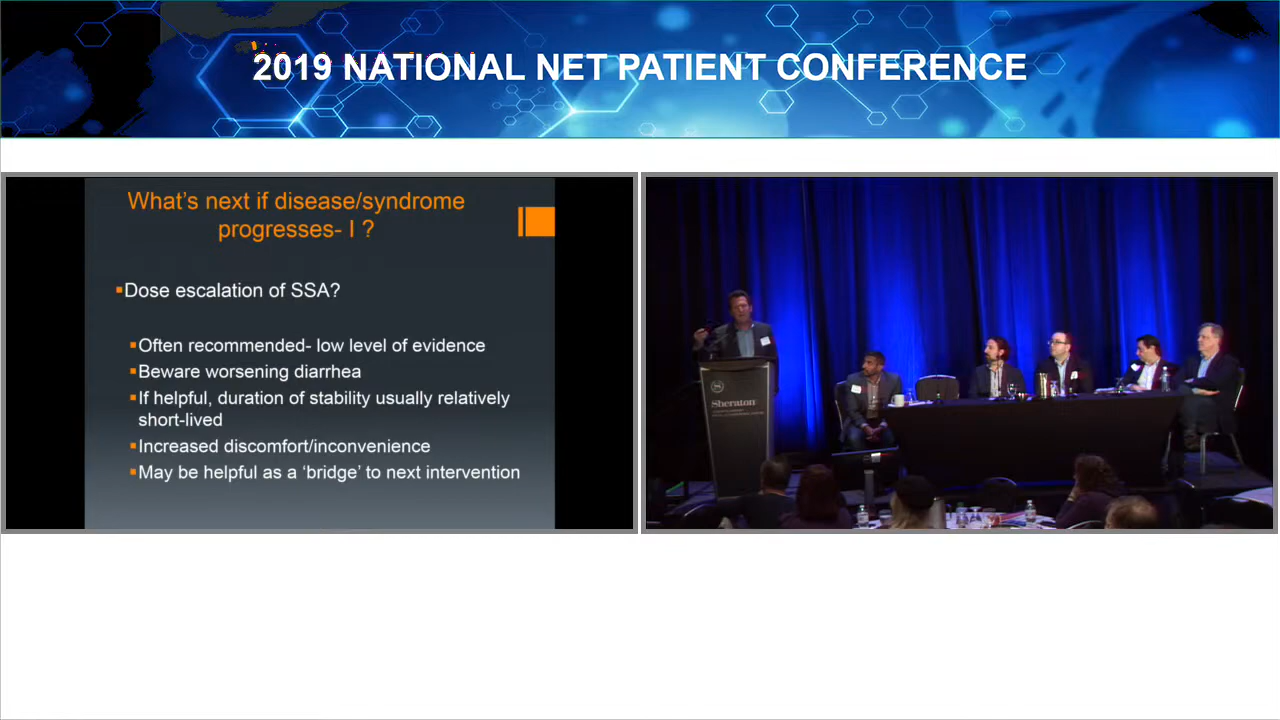 2019 NATIONAL NET PATIENT CONFERENCE
What's next if disease/syndrome
progresses- I ?
Dose escalation of SSA?
Often recommended- low level of evidence
Beware worsening diarrhea
If helpful, duration of stability usually relatively
short-lived
Increased discomfort/inconvenience
May be helpful as a ‘bridge’ to next intervention
Sheraton